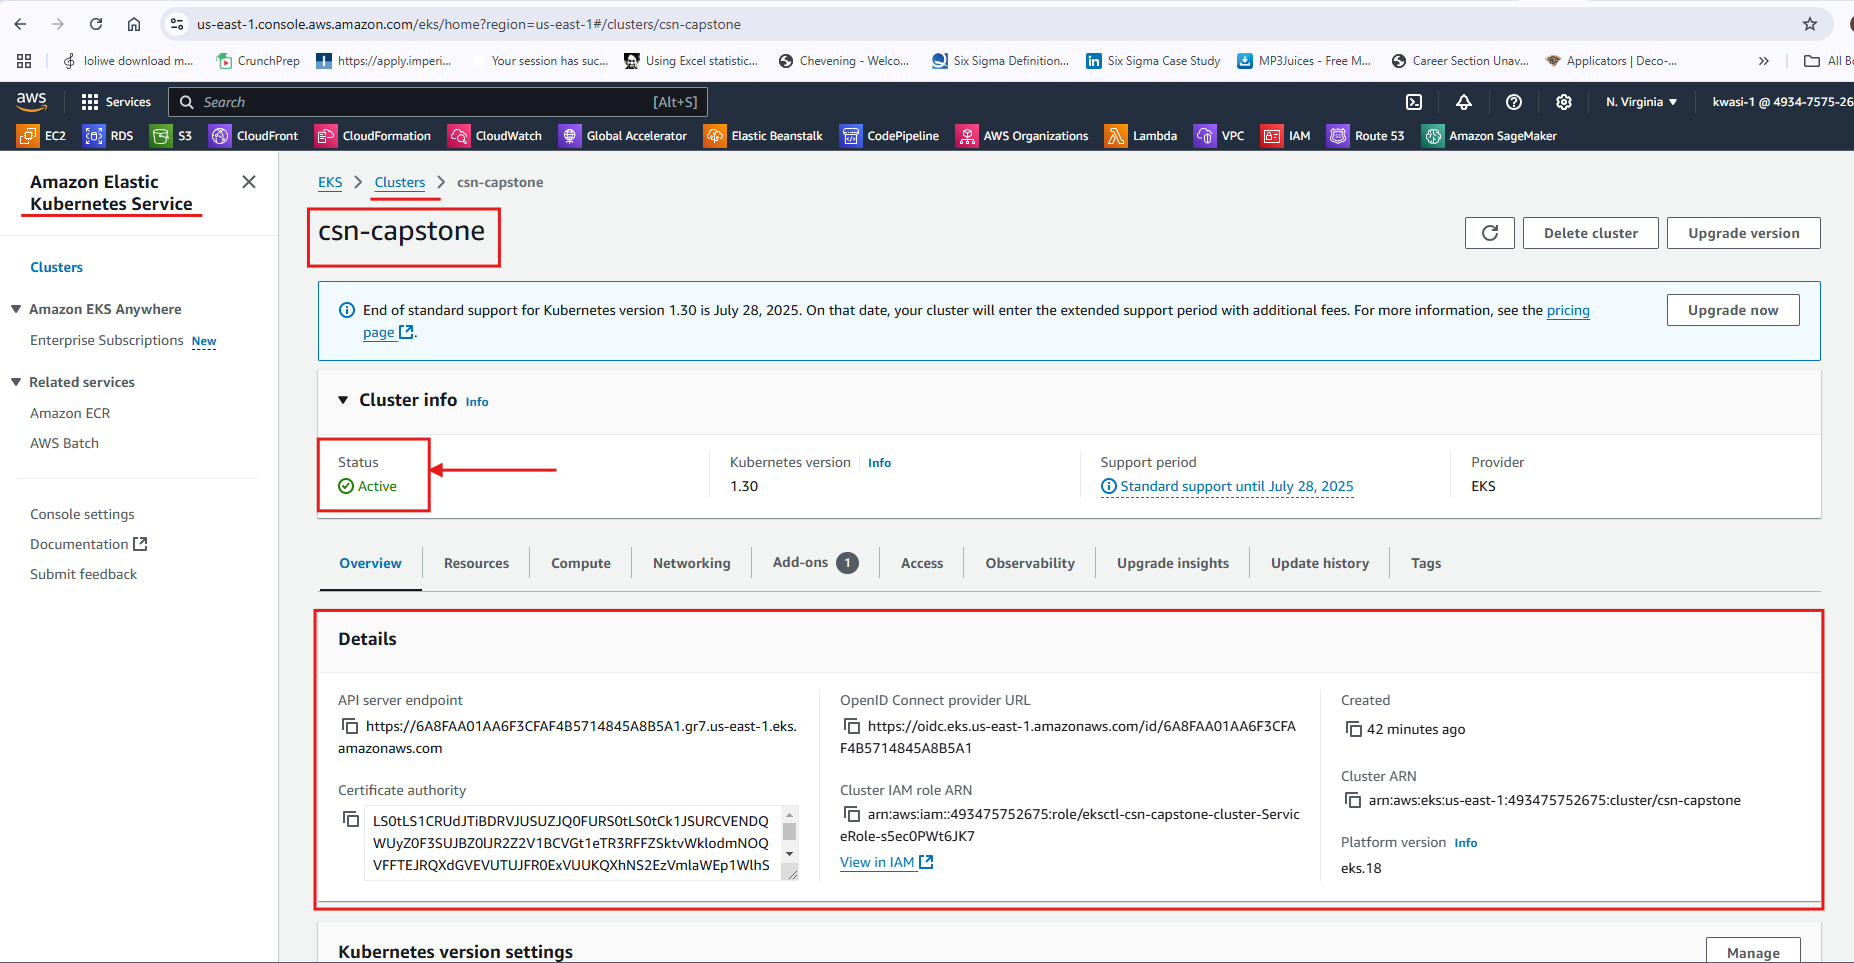 us-east-1.console.aws.amazon.com/eks/home?region=us-east-1#/clusters/csn-capstone
loliwe download m...
CrunchPrep
https://apply.imperi...
Your session has suc...
Using Excel statistic...
Chevening - Welco...
Six Sigma Definition...
Six Sigma Case Study
MP3Juices - Free M...
Career Section Unav...
Applicators | Deco-...
All Bo
aws
Services
Search
[Alt+S]
N. Virginia
kwasi-1 @ 4934-7575-26
EC2
RDS
S3
CloudFront
CloudFormation
CloudWatch
Global Accelerator
Elastic Beanstalk
CodePipeline
AWS Organizations
Lambda
VPC
IAM
Route 53
Amazon SageMaker
Amazon Elastic
Kubernetes Service
Clusters
Amazon EKS Anywhere
Enterprise Subscriptions New
Related services
Amazon ECR
AWS Batch
Console settings
Documentation
Submit feedback
EKS > Clusters > csn-capstone
csn-capstone
Delete cluster
Upgrade version
End of standard support for Kubernetes version 1.30 is July 28, 2025. On that date, your cluster will enter the extended support period with additional fees. For more information, see the pricing
page.
Upgrade now
Cluster info Info
Status
Active
Kubernetes version Info
1.30
Support period
Standard support until July 28, 2025
Provider
EKS
Overview
Resources
Compute
Networking
Add-ons 1
Access
Observability
Upgrade insights
Update history
Tags
Details
API server endpoint
https://6A8FAA01AA6F3CFAF4B5714845A8B5A1.gr7.us-east-1.eks.
amazonaws.com
Certificate authority
LS0tLS1CRUdJTiBDRVJUSUZJQ0FURS0tLS0tCk1JSURCVENDQ
WUyZ0F3SUJBZ0lJR2Z2V1BCVGt1eTR3RFFZSktvWklodmNOQ
VFFTEJRQXdGVEVUTUJFR0ExVUUKQXhNS2EzVmlaWEp1WlhS
OpenID Connect provider URL
https://oidc.eks.us-east-1.amazonaws.com/id/6A8FAA01AA6F3CFA
F4B5714845A8B5A1
Cluster IAM role ARN
arn:aws:iam::493475752675:role/eksctl-csn-capstone-cluster-Servic
eRole-s5ec0PWt6JK7
View in IAM
Created
42 minutes ago
Cluster ARN
arn:aws:eks:us-east-1:493475752675:cluster/csn-capstone
Platform version Info
eks.18
Kubernetes version settings
Manage